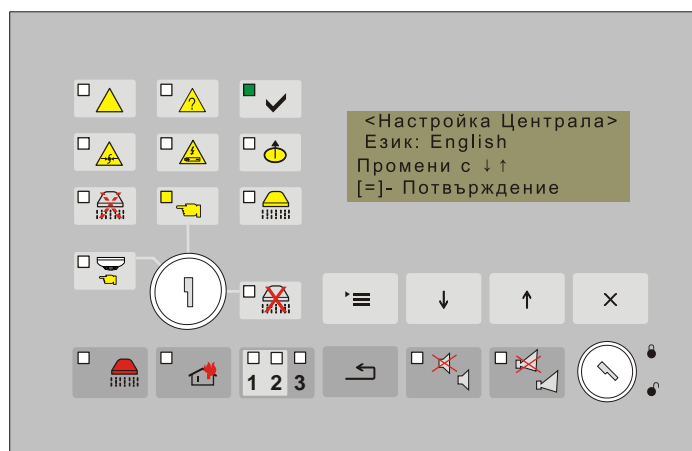 ?
<Настройка Централа>
Език: English
Промени с ↓↑
[=]- Потвърждение
1 2 3